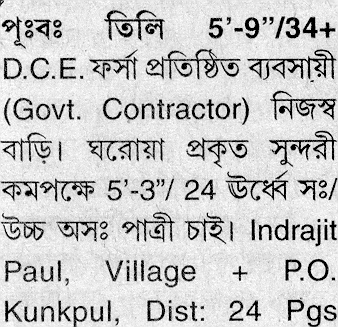 পূঃবঃ তিলি 5'-9"/34+
D.C.E. ফর্সা প্রতিষ্ঠিত ব্যবসায়ী
(Govt. Contractor) নিজস্ব
বাড়ি। ঘরোয়া প্রকৃত সুন্দরী
কমপক্ষে 5'-3"/ 24 ঊর্ধ্বে সঃ/
উচ্চ অসঃ পাত্রী চাই। Indrajit
Paul, Village + P.O.
Kunkpul, Dist: 24 Pgs